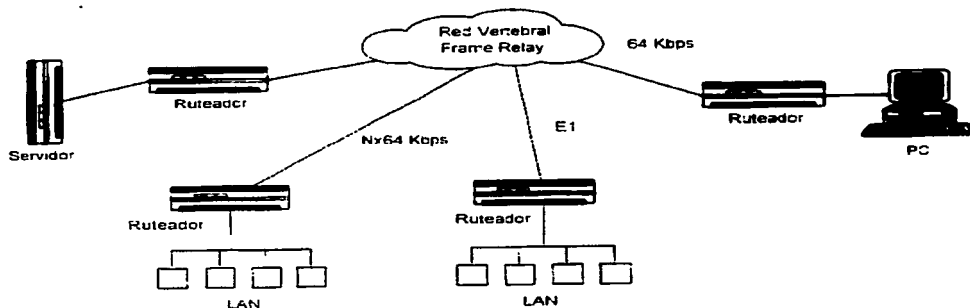 Red Vertebral
Frame Relay
64 Kbps
Ruteador
Ruteador
Servidor
PC
Nx64 Kbps
E1
Ruteador
Ruteador
LAN
LAN